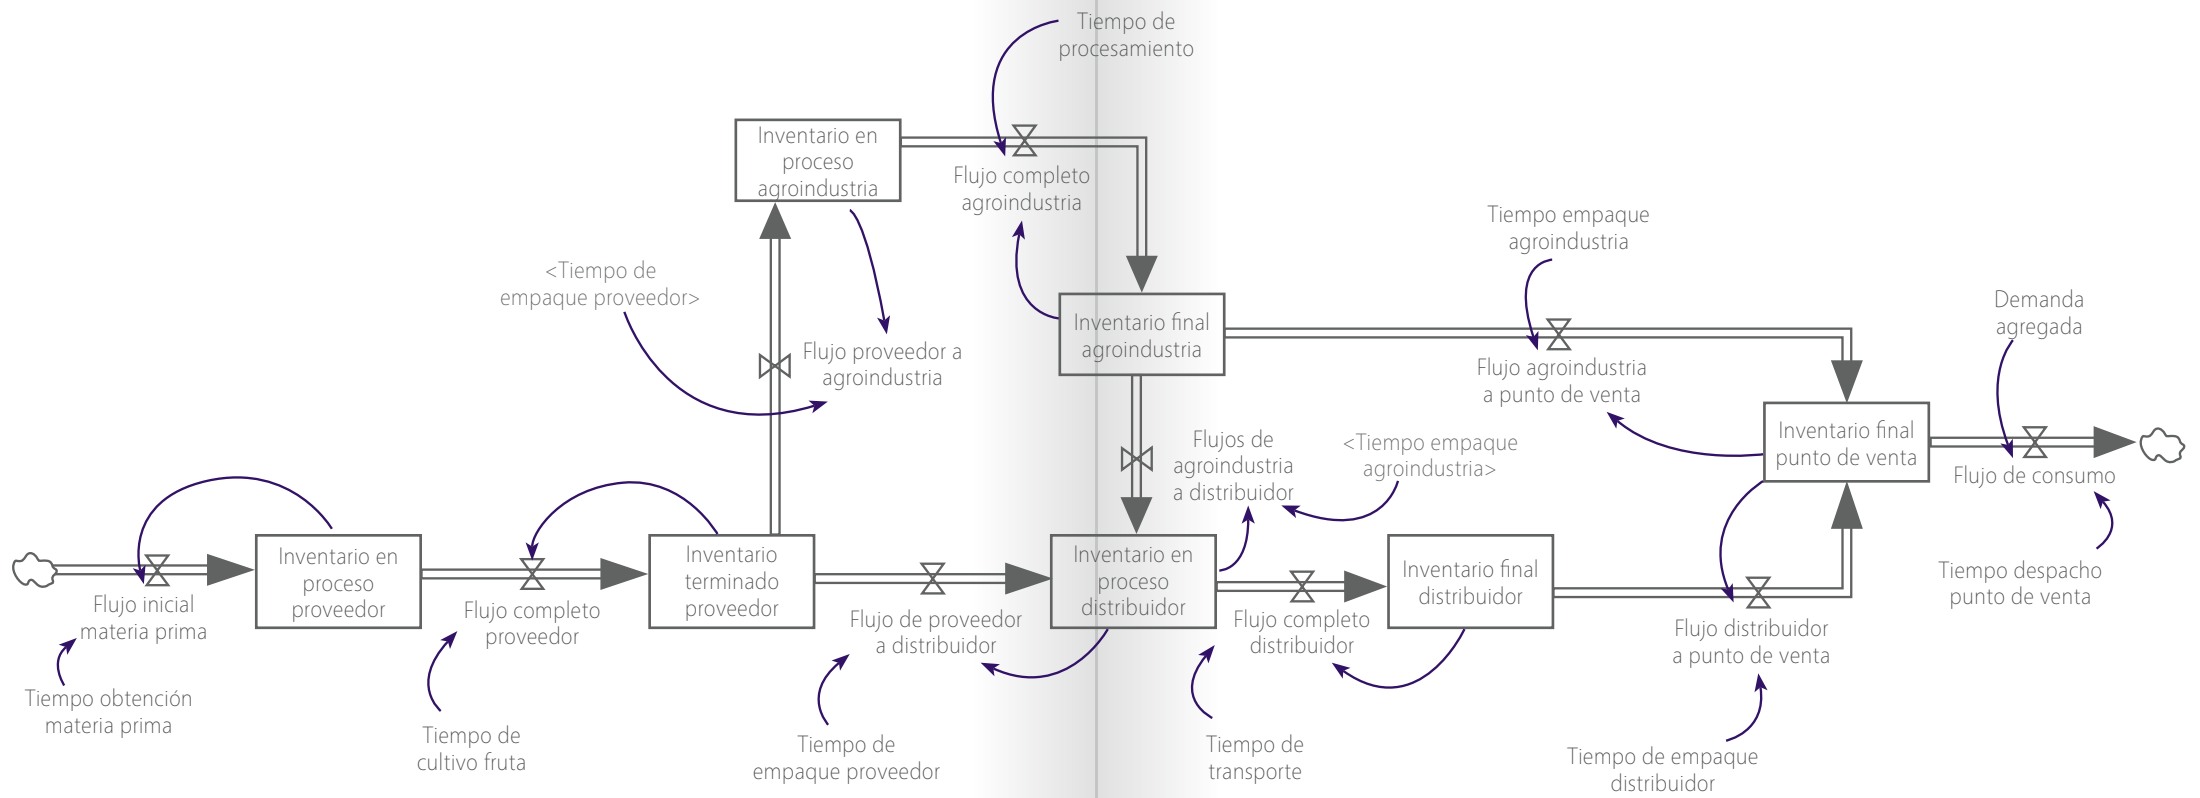 Tiempo de
procesamiento
Inventario en
proceso
agroindustria
Flujo completo
agroindustria
Tiempo empaque
agroindustria
<Tiempo de
empaque proveedor>
Flujo proveedor a
agroindustria
Inventario final
agroindustria
Flujo agroindustria
a punto de venta
Demanda
agregada
Flujos de
agroindustria
a distribuidor
<Tiempo empaque
agroindustria>
Inventario final
punto de venta
Flujo de consumo
Inventario en
proceso
proveedor
Inventario
terminado
proveedor
Inventario en
proceso
distribuidor
Inventario final
distribuidor
Tiempo despacho
punto de venta
Flujo inicial
materia prima
Flujo completo
proveedor
Flujo de proveedor
a distribuidor
Flujo completo
distribuidor
Flujo distribuidor
a punto de venta
Tiempo obtención
materia prima
Tiempo de
cultivo fruta
Tiempo de
empaque proveedor
Tiempo de
transporte
Tiempo de empaque
distribuidor